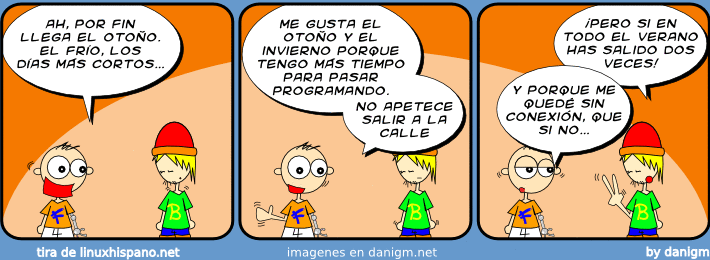 AH, POR FIN
LLEGA EL OTOÑO.
EL FRÍO, LOS
DÍAS MÁS CORTOS...
ME GUSTA EL
OTOÑO Y EL
INVIERNO PORQUE
TENGO MÁS TIEMPO
PARA PASAR
PROGRAMANDO.
NO APETECE
SALIR A LA
CALLE
¡PERO SI EN
TODO EL VERANO
HAS SALIDO DOS
VECES!
Y PORQUE ME
QUEDÉ SIN
CONEXIÓN, QUE
SI NO...
F
B
F
B
F
B
tira de linuxhispano.net
imagenes en danigm.net
by danigm